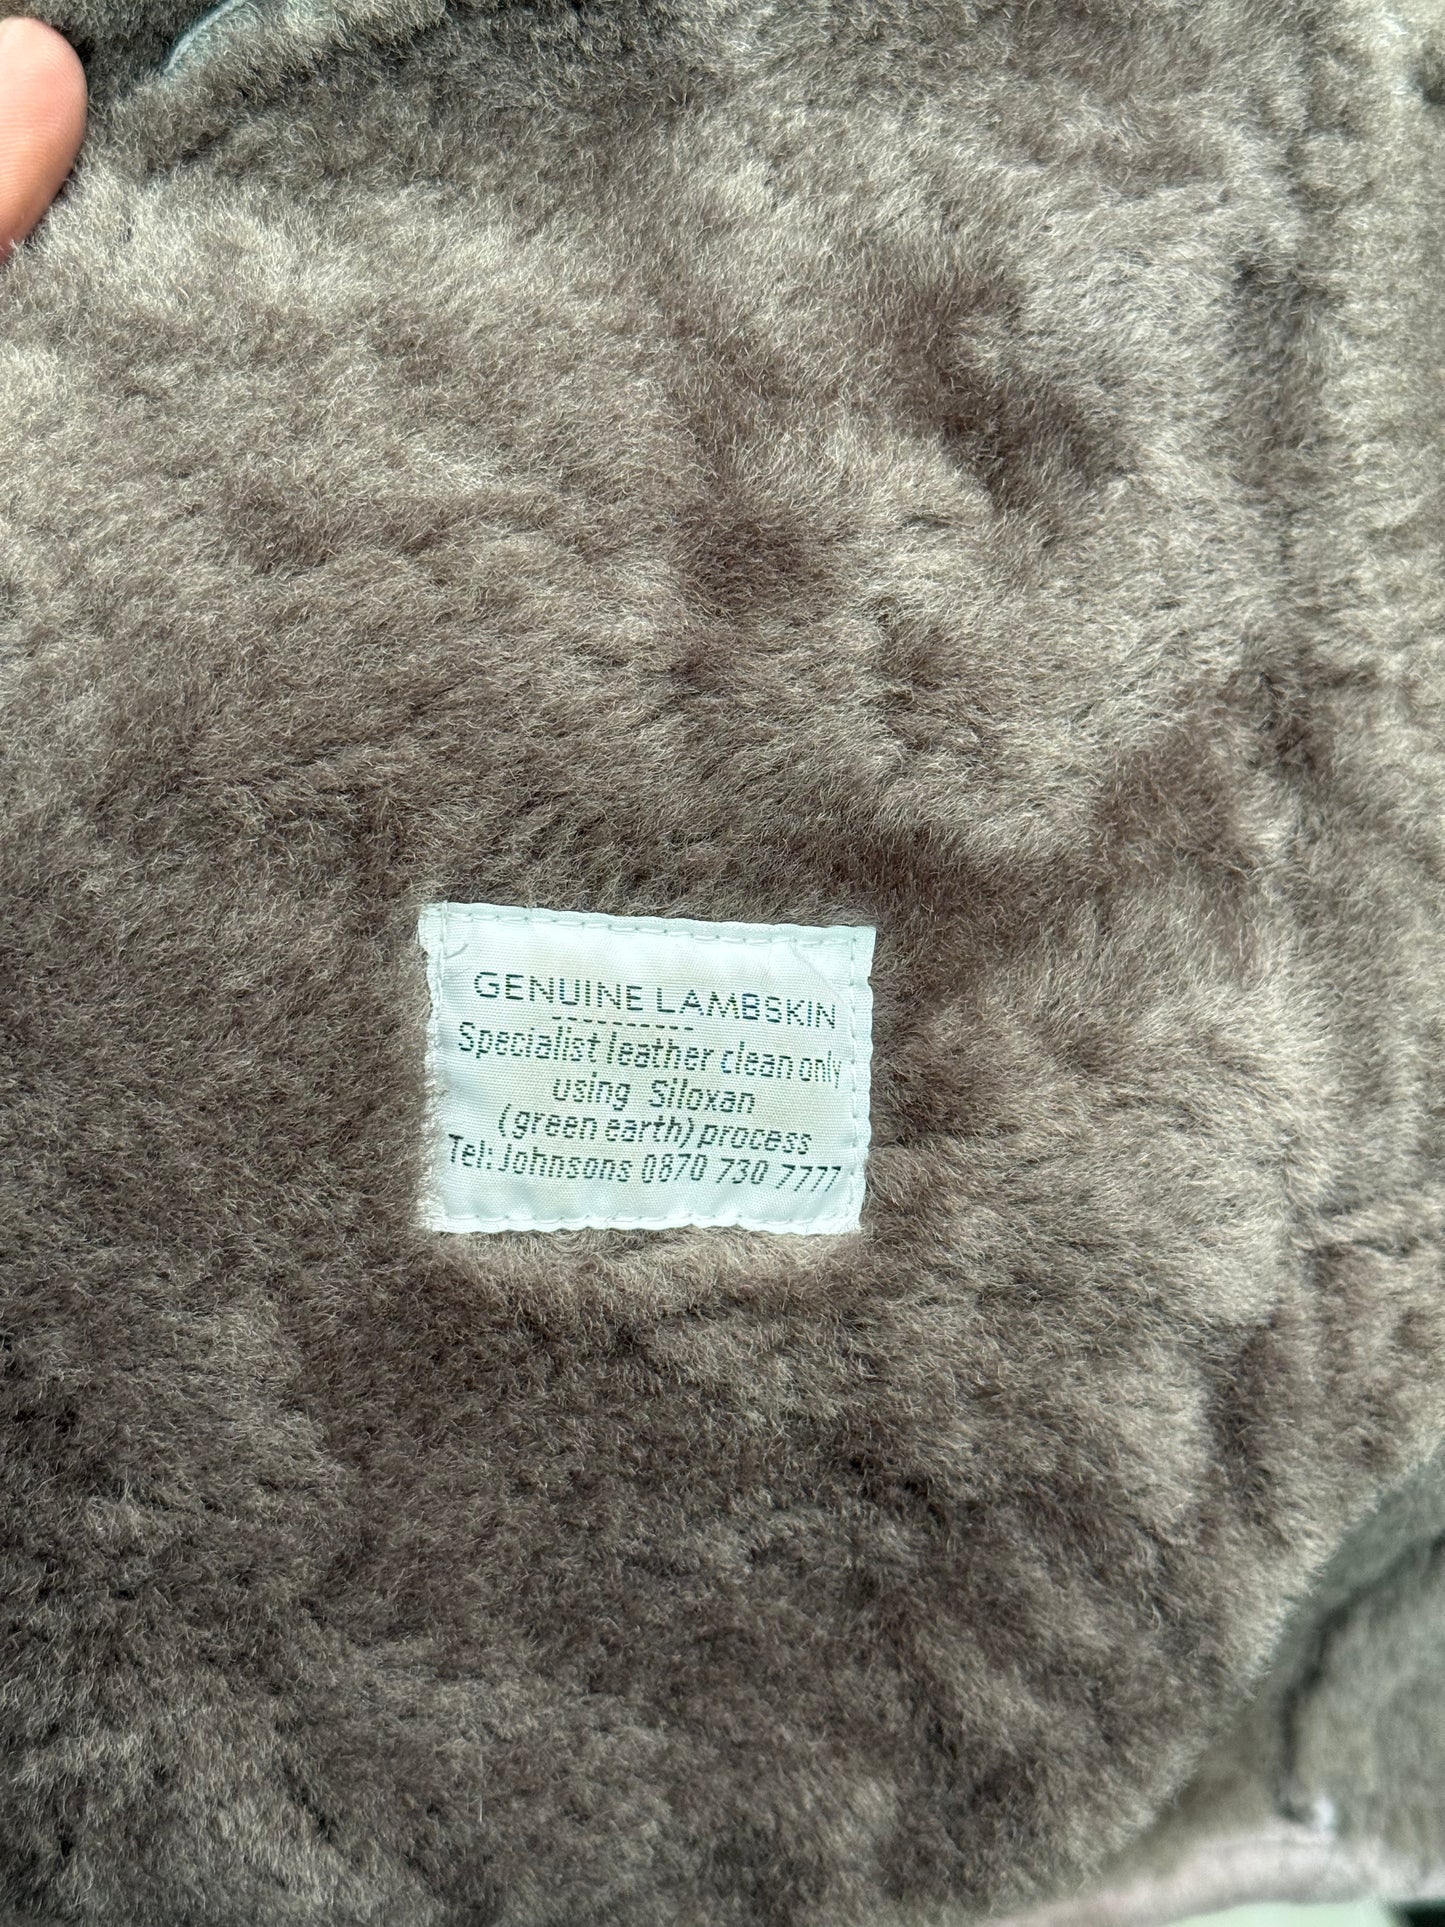 GENUINE LAMBSKIN
Specialist leather clean only
using Siloxan
(green earth) process
Tel: Johnsons 0870 730 7777